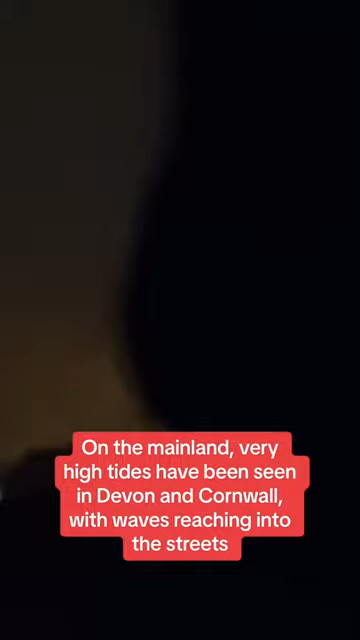 On the mainland, very
high tides have been seen
in Devon and Cornwall,
with waves reaching into
the streets